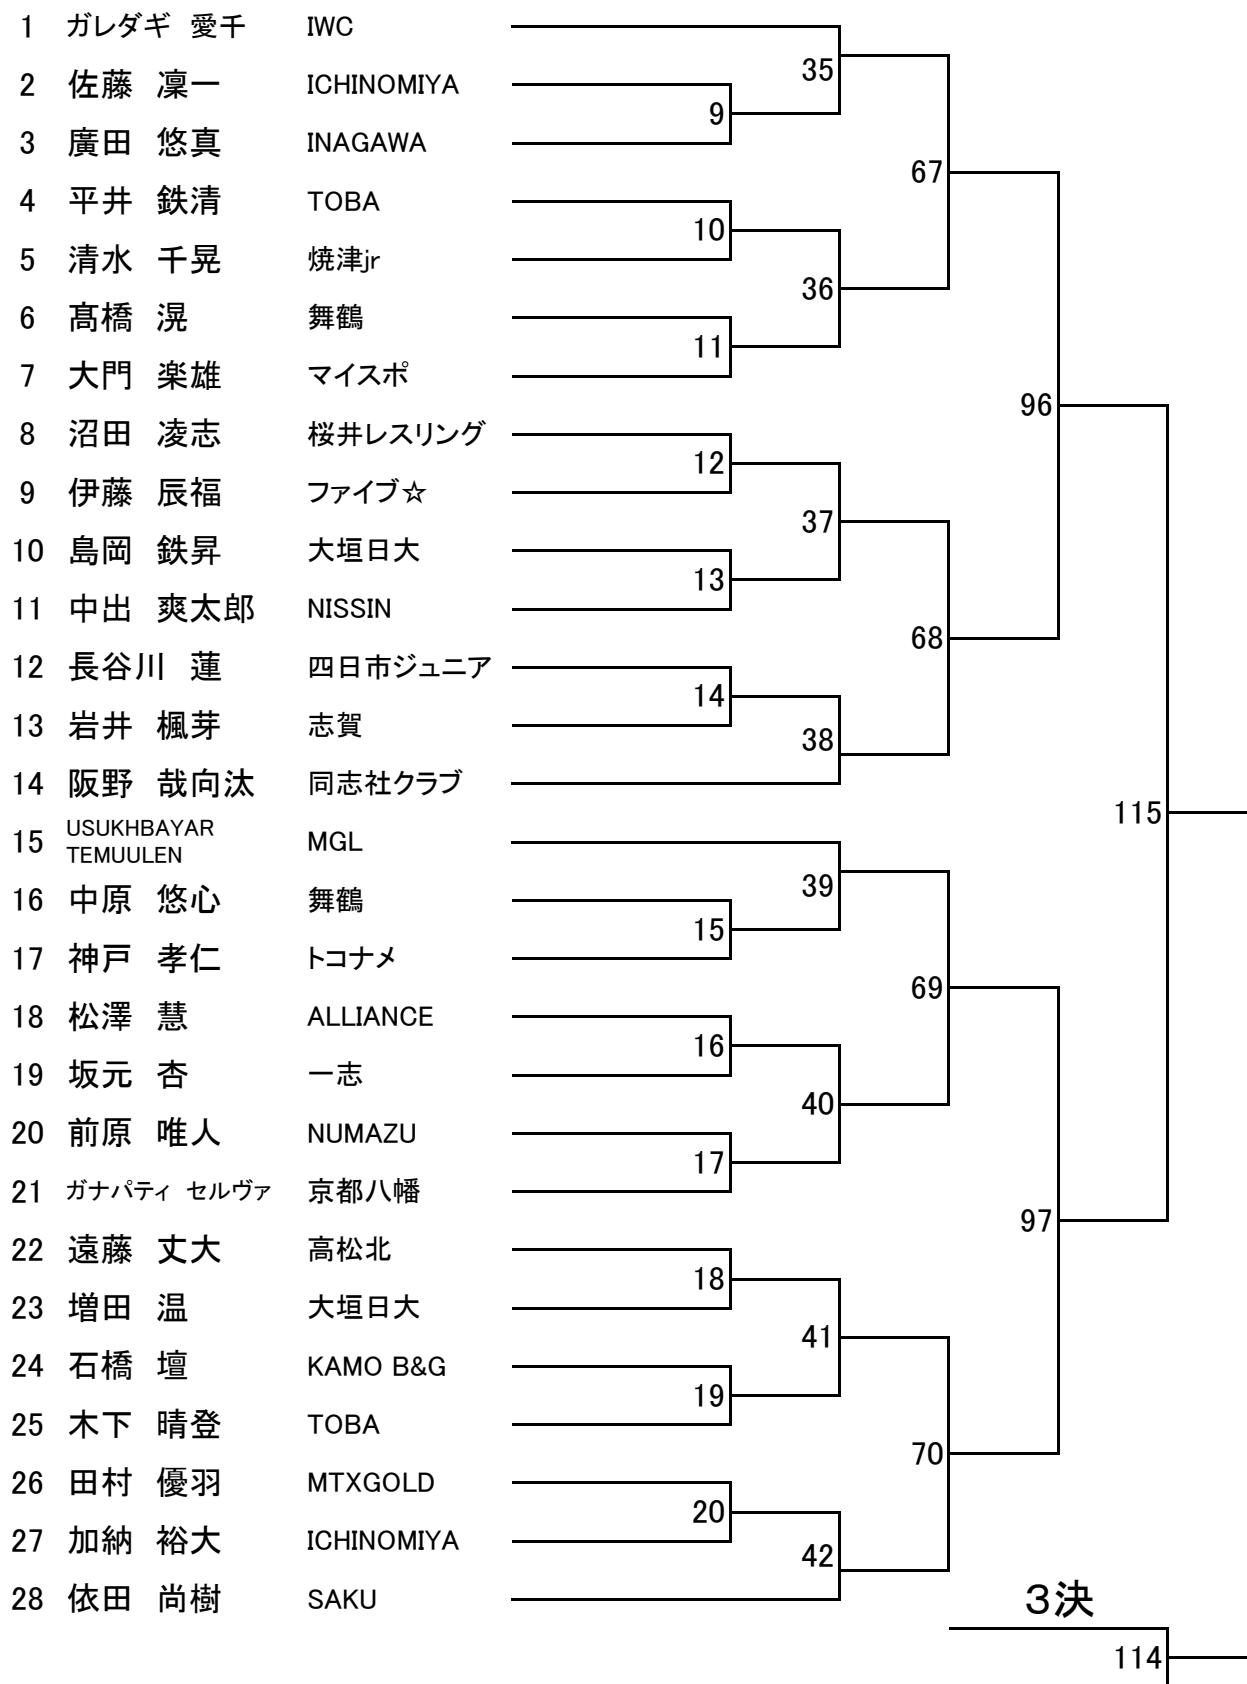 1 ガレダギ 愛千 IWC
35
2 佐藤 凜一 ICHINOMIYA
9
3 廣田 悠真 INAGAWA
67
4 平井 鉄清 TOBA
10
5 清水 千晃 焼津jr
36
6 髙橋 滉 舞鶴
11
7 大門 楽雄 マイスポ
96
8 沼田 凌志 桜井レスリング
12
9 伊藤 辰福 ファイブ☆
37
10 島岡 鉄昇 大垣日大
13
11 中出 爽太郎 NISSIN
68
12 長谷川 蓮 四日市ジュニア
14
13 岩井 楓芽 志賀
38
14 阪野 哉向汰 同志社クラブ
115
15 USUKHBAYAR TEMUULEN MGL
39
16 中原 悠心 舞鶴
15
17 神戸 孝仁 トコナメ
69
18 松澤 慧 ALLIANCE
16
19 坂元 杏 一志
40
20 前原 唯人 NUMAZU
17
21 ガナパティ セルヴァ 京都八幡
97
22 遠藤 丈大 高松北
18
23 増田 温 大垣日大
41
24 石橋 壇 KAMO B&G
19
25 木下 晴登 TOBA
70
26 田村 優羽 MTXGOLD
20
27 加納 裕大 ICHINOMIYA
42
28 依田 尚樹 SAKU
３決
114